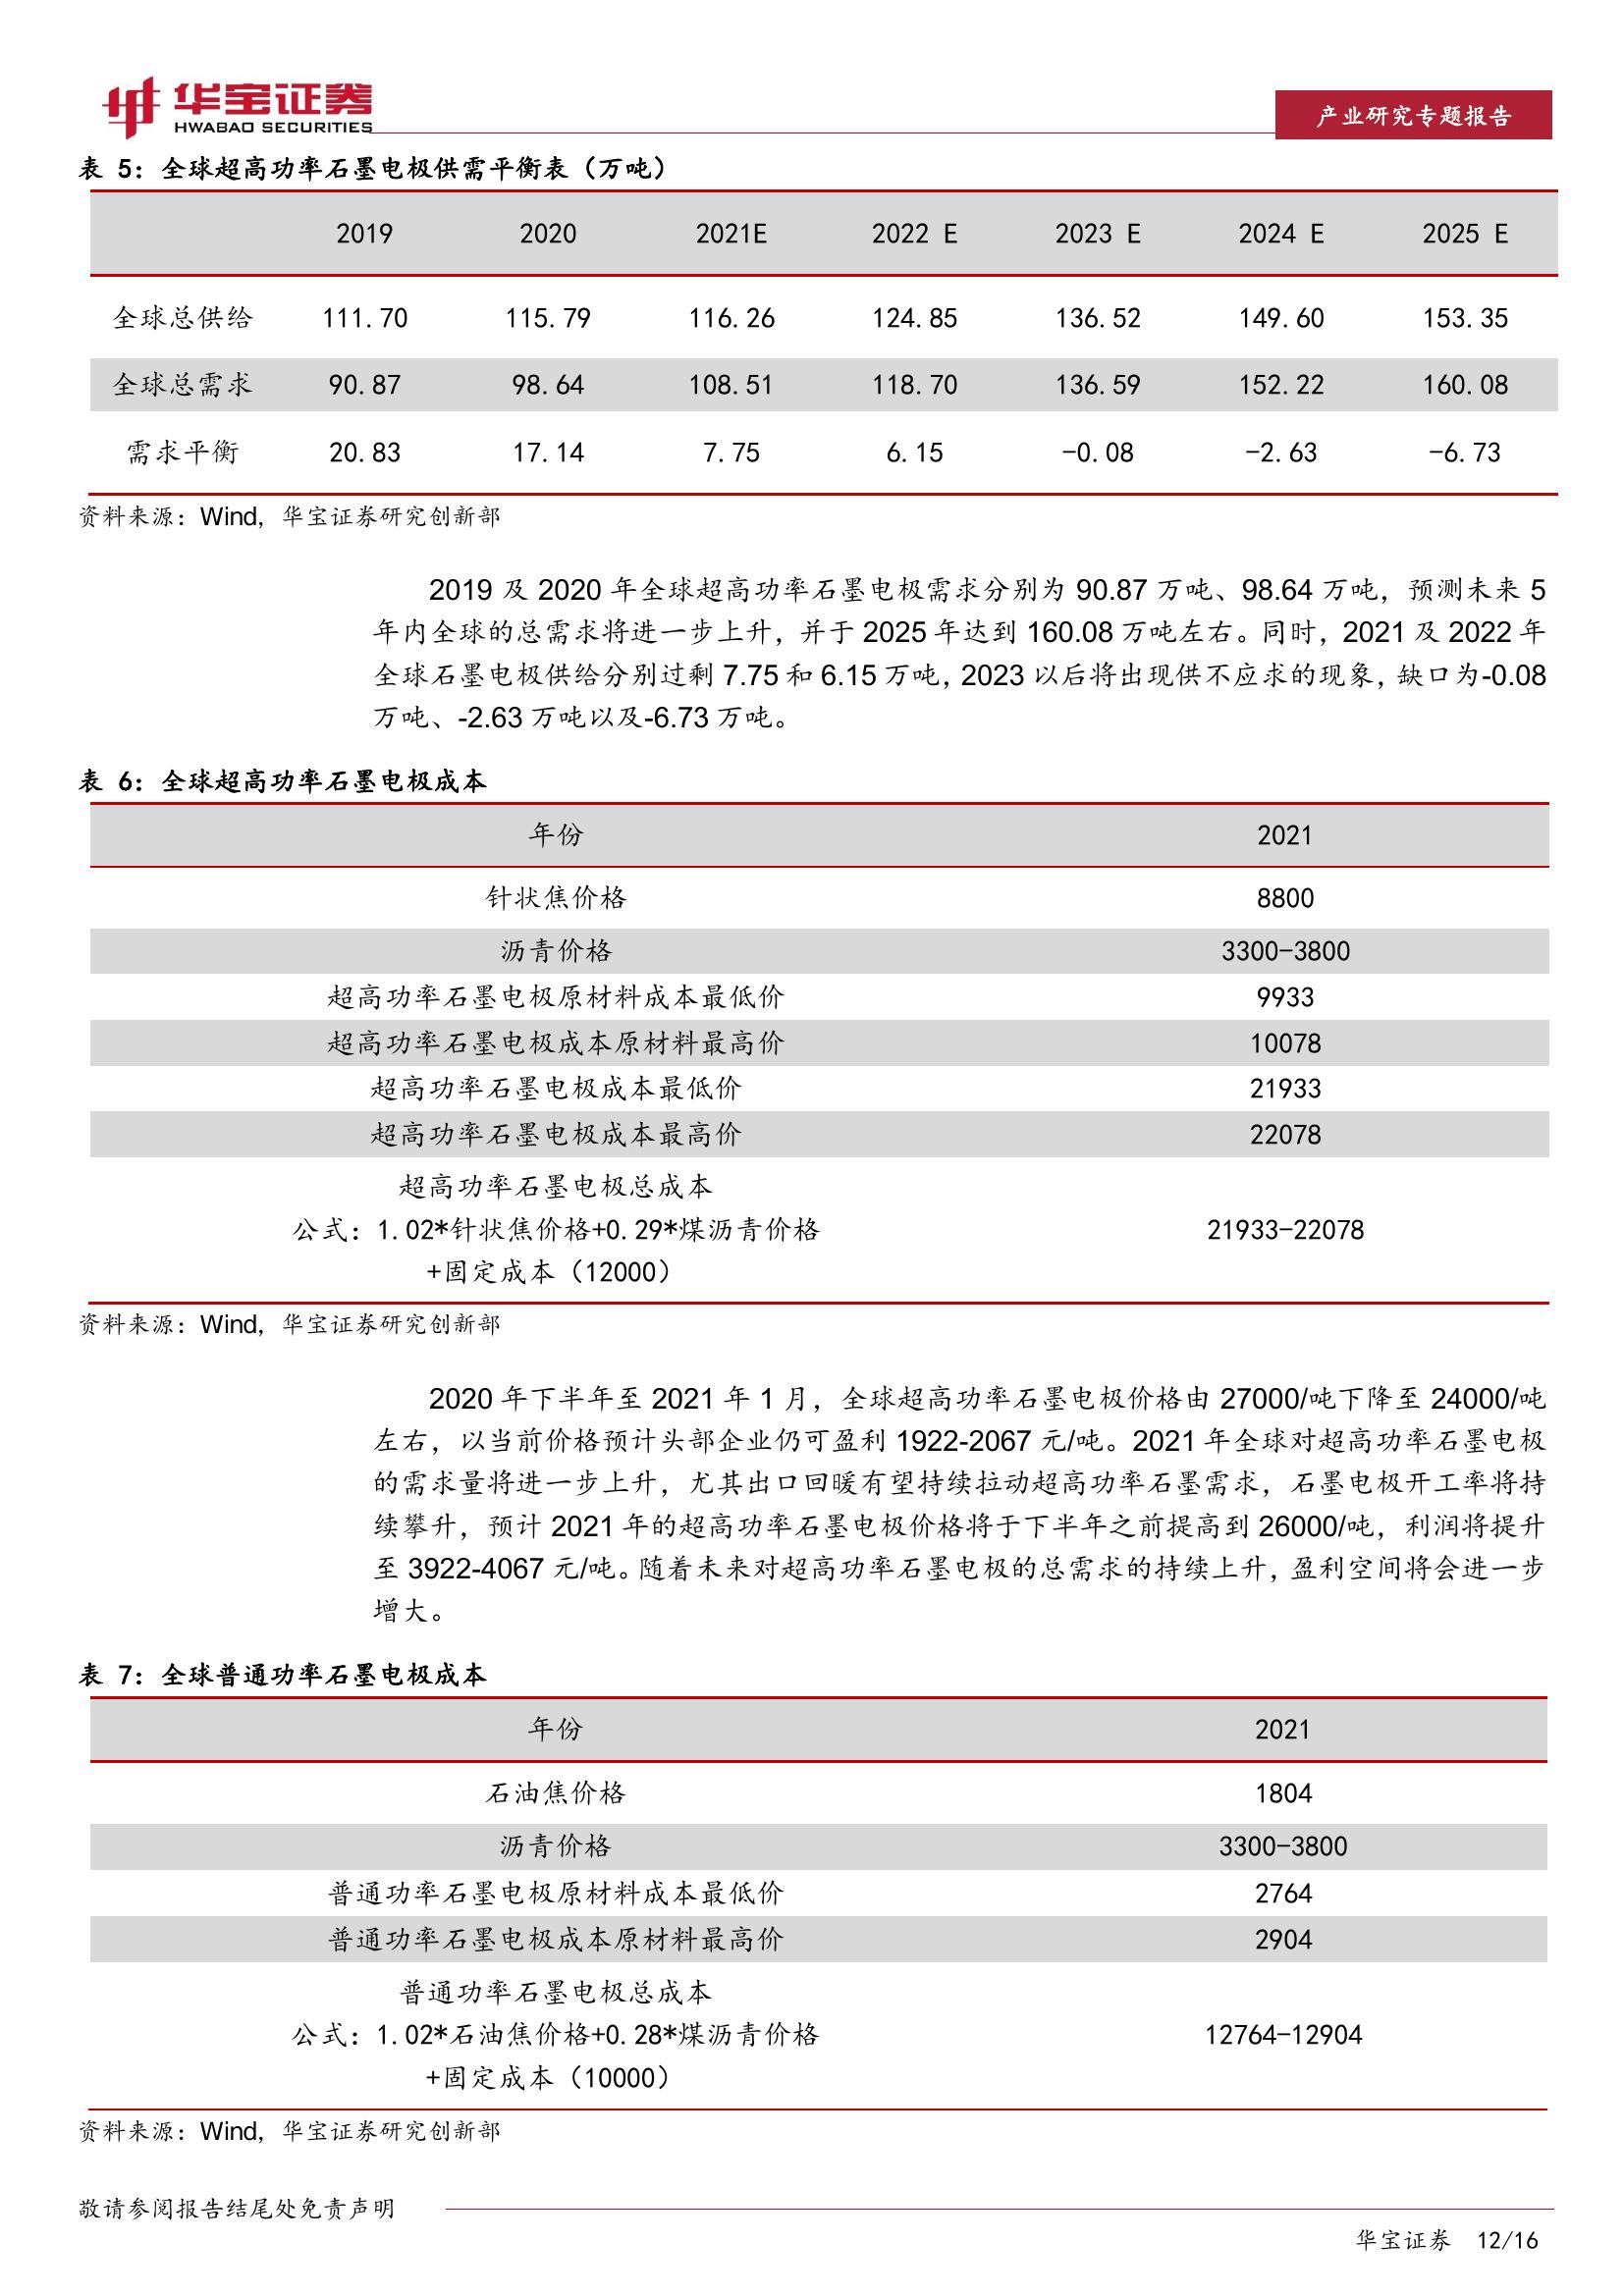 华宝证券
HWABAO SECURITIES
产业研究专题报告
表 5：全球超高功率石墨电极供需平衡表（万吨）
2019 2020 2021E 2022 E 2023 E 2024 E 2025 E
全球总供给 111.70 115.79 116.26 124.85 136.52 149.60 153.35
全球总需求 90.87 98.64 108.51 118.70 136.59 152.22 160.08
需求平衡 20.83 17.14 7.75 6.15 -0.08 -2.63 -6.73
资料来源：Wind，华宝证券研究创新部
2019 及 2020 年全球超高功率石墨电极需求分别为 90.87 万吨、98.64 万吨，预测未来 5
年内全球的总需求将进一步上升，并于 2025 年达到 160.08 万吨左右。同时，2021 及 2022 年
全球石墨电极供给分别过剩 7.75 和 6.15 万吨，2023 以后将出现供不应求的现象，缺口为-0.08
万吨、-2.63 万吨以及-6.73 万吨。
表 6：全球超高功率石墨电极成本
年份 2021
针状焦价格 8800
沥青价格 3300-3800
超高功率石墨电极原材料成本最低价 9933
超高功率石墨电极成本原材料最高价 10078
超高功率石墨电极成本最低价 21933
超高功率石墨电极成本最高价 22078
超高功率石墨电极总成本
公式：1.02*针状焦价格+0.29*煤沥青价格 21933-22078
+固定成本（12000）
资料来源：Wind，华宝证券研究创新部
2020 年下半年至 2021 年 1 月，全球超高功率石墨电极价格由 27000/吨下降至 24000/吨
左右，以当前价格预计头部企业仍可盈利 1922-2067 元/吨。2021 年全球对超高功率石墨电极
的需求量将进一步上升，尤其出口回暖有望持续拉动超高功率石墨需求，石墨电极开工率将持
续攀升，预计 2021 年的超高功率石墨电极价格将于下半年之前提高到 26000/吨，利润将提升
至 3922-4067 元/吨。随着未来对超高功率石墨电极的总需求的持续上升，盈利空间将会进一步
增大。
表 7：全球普通功率石墨电极成本
年份 2021
石油焦价格 1804
沥青价格 3300-3800
普通功率石墨电极原材料成本最低价 2764
普通功率石墨电极成本原材料最高价 2904
普通功率石墨电极总成本
公式：1.02*石油焦价格+0.28*煤沥青价格 12764-12904
+固定成本（10000）
资料来源：Wind，华宝证券研究创新部
敬请参阅报告结尾处免责声明
华宝证券 12/16